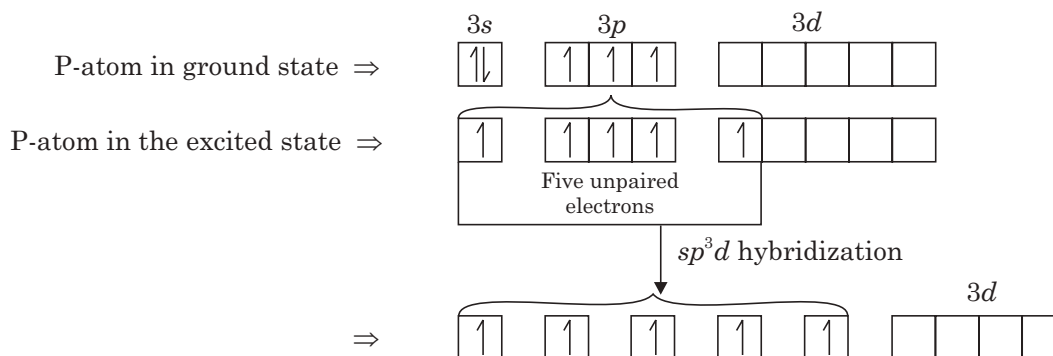 3s 3p 3d
P-atom in ground state ⇒
P-atom in the excited state ⇒
Five unpaired
electrons
sp³d hybridization
3d
⇒